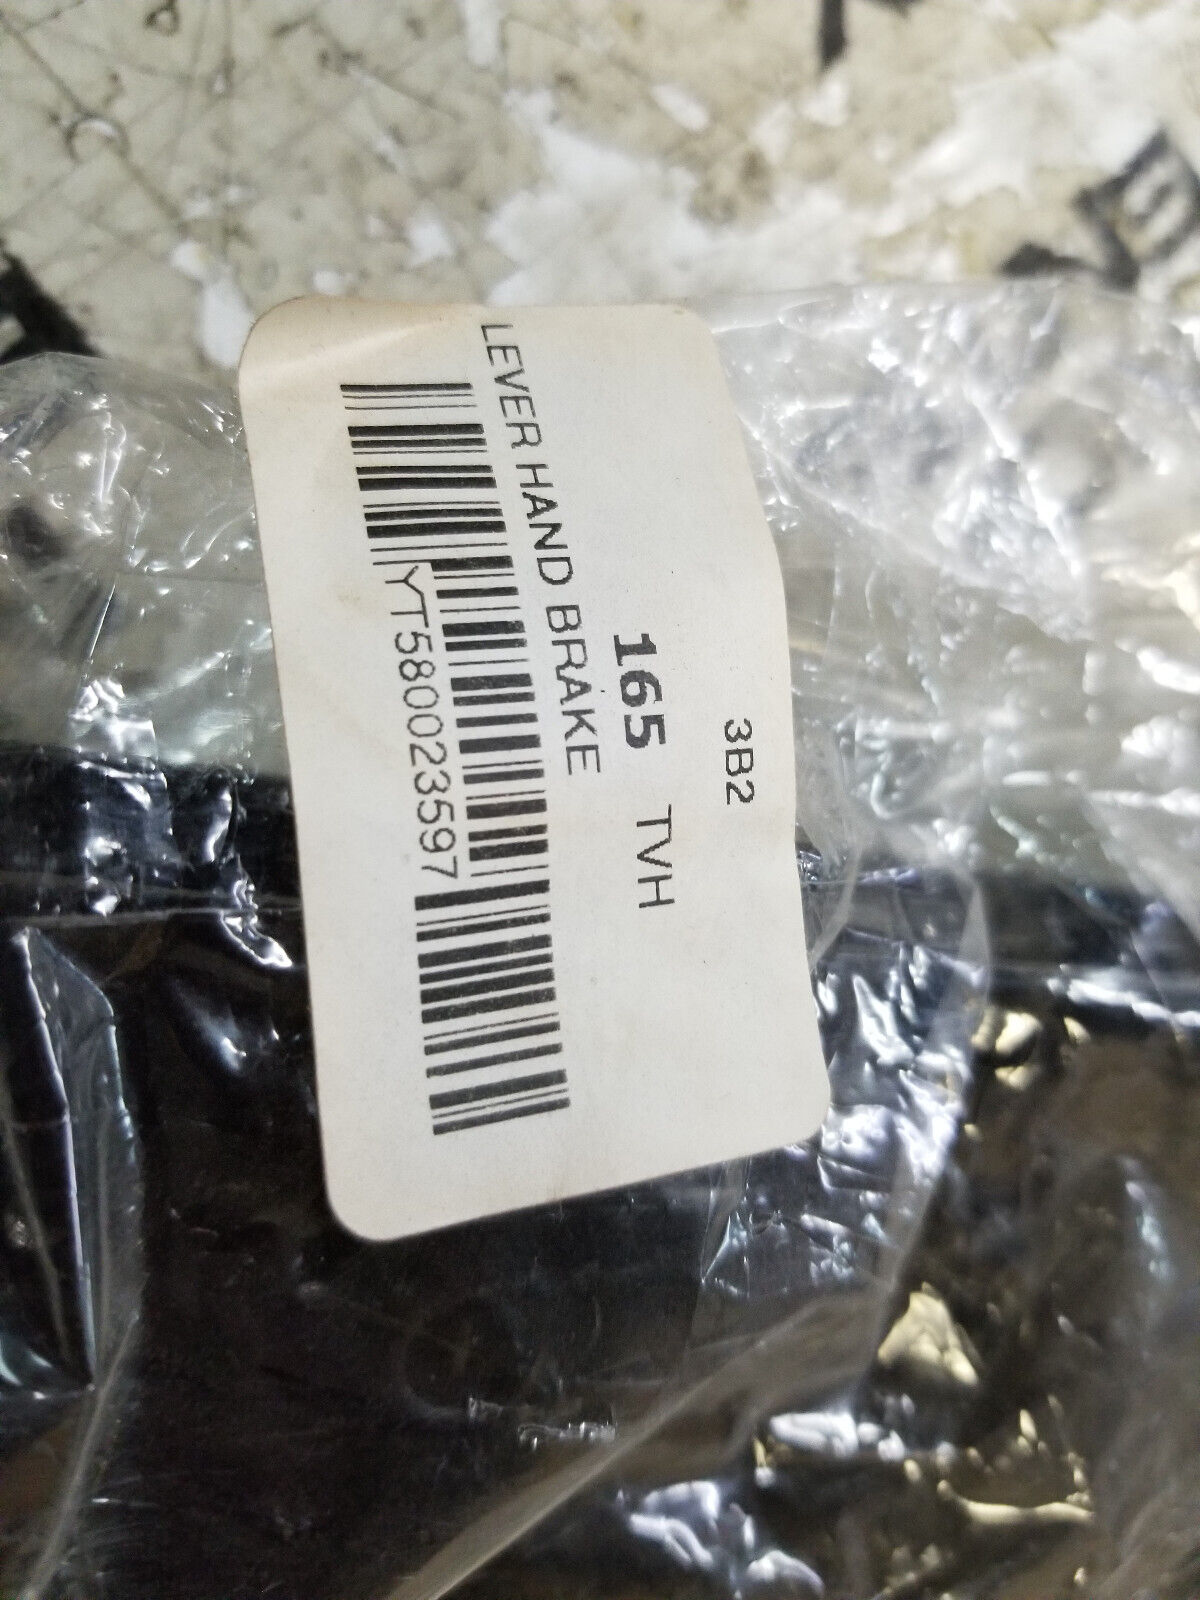 3B2
165 TVH
LEVER HAND BRAKE
YT580023597